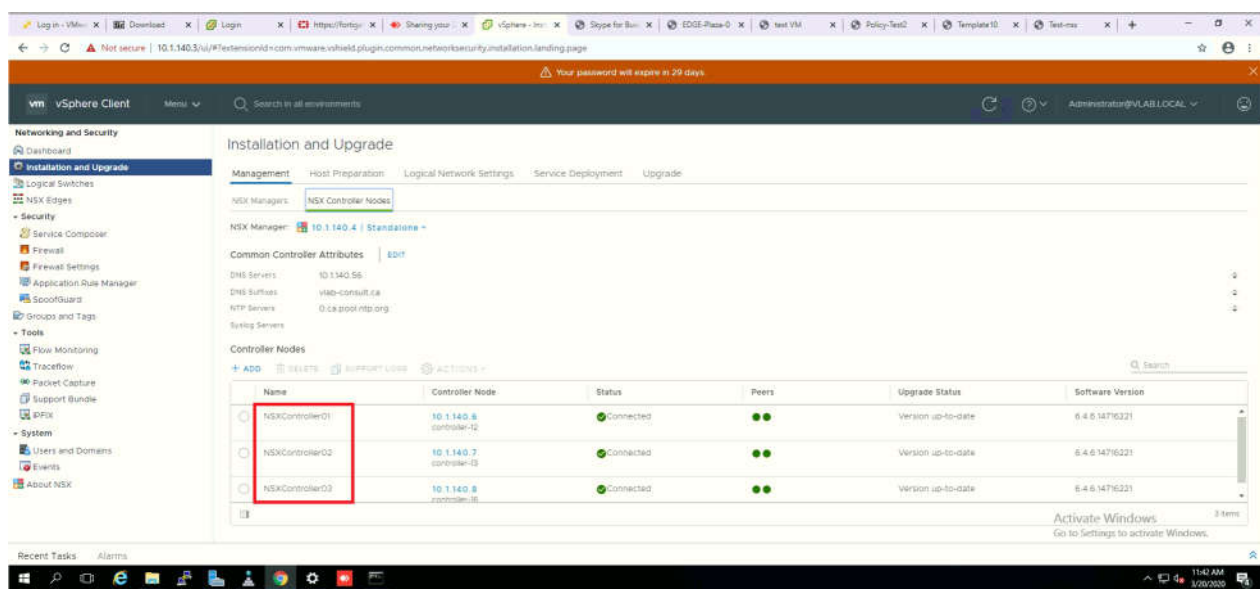 Log in - VMw
Download
Login
https://fortig
Sharing your
vSphere - Ins
Skype for Bus
EDGE-Plaza-0
test VM
Policy-Test2
Template10
Test-nsx
Not secure | 10.1.140.3/ui/#?extensionId=com.vmware.vshield.plugin.common.networksecurity.installation.landing.page
Your password will expire in 29 days.
vm vSphere Client Menu Search in all environments Administrator@VLAB.LOCAL
Networking and Security
Dashboard
Installation and Upgrade
Logical Switches
NSX Edges
Security
Service Composer
Firewall
Firewall Settings
Application Rule Manager
SpoofGuard
Groups and Tags
Tools
Flow Monitoring
Traceflow
Packet Capture
Support Bundle
IPFIX
System
Users and Domains
Events
About NSX
Installation and Upgrade
Management Host Preparation Logical Network Settings Service Deployment Upgrade
NSX Managers NSX Controller Nodes
NSX Manager: 10.1.140.4 | Standalone
Common Controller Attributes EDIT
DNS Servers 10.1.140.56
DNS Suffixes vlab-consult.ca
NTP Servers 0.ca.pool.ntp.org
Syslog Servers
Controller Nodes
+ ADD DELETE SUPPORT LOGS ACTIONS Search
Name Controller Node Status Peers Upgrade Status Software Version
NSXController01 10.1.140.6 Connected Version up-to-date 6.4.6.14716221
controller-12
NSXController02 10.1.140.7 Connected Version up-to-date 6.4.6.14716221
controller-13
NSXController03 10.1.140.8 Connected Version up-to-date 6.4.6.14716221
3 items
Activate Windows
Go to Settings to activate Windows.
Recent Tasks Alarms
11:42 AM
3/20/2020